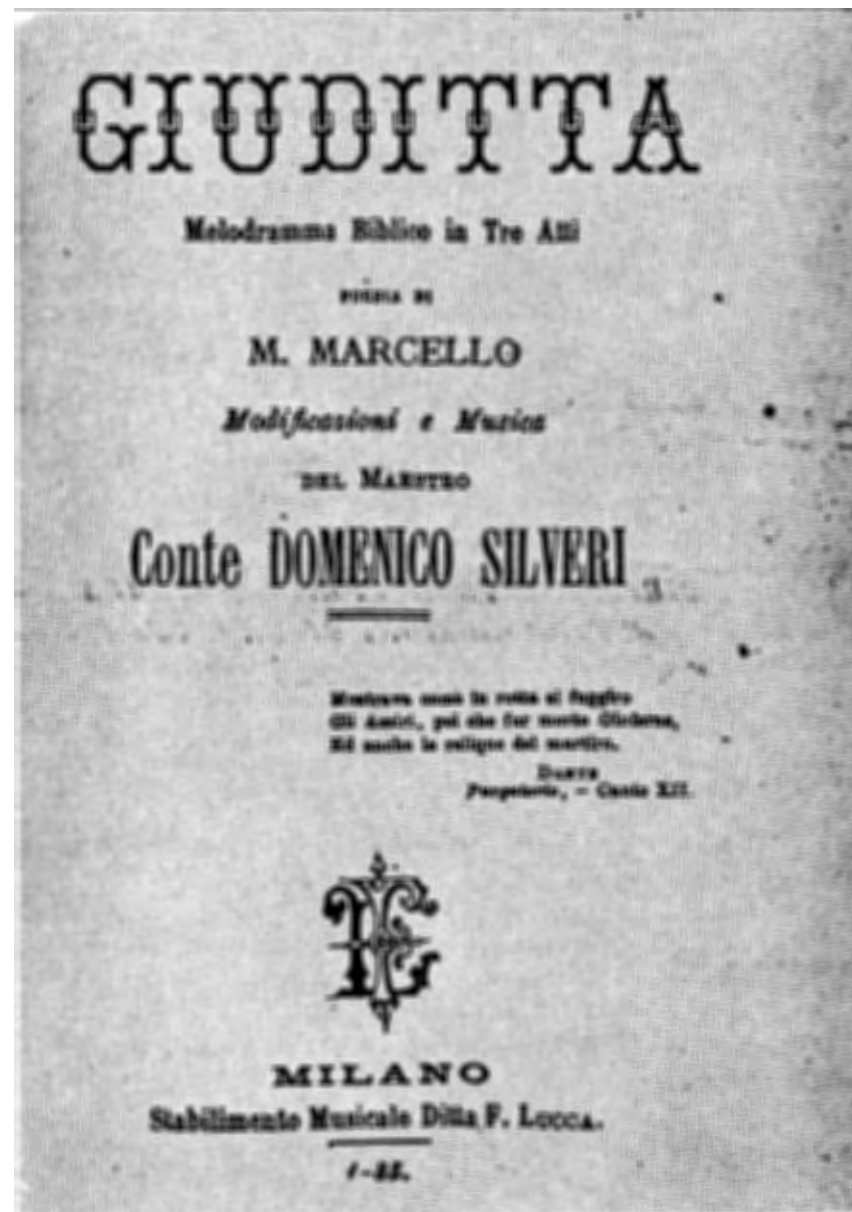 GIUDITTA
Melodramma Biblico in Tre Atti
POESIA DI
M. MARCELLO
Modificazioni e Musica
DEL MAESTRO
Conte DOMENICO SILVERI
Mostrava come in rotta si fuggiro
Gli Assiri, poi che fu morto Oloferne,
Ed anche le reliquie del martiro.
DANTE
Purgatorio, – Canto XII.
MILANO
Stabilimento Musicale Ditta F. LUCCA.